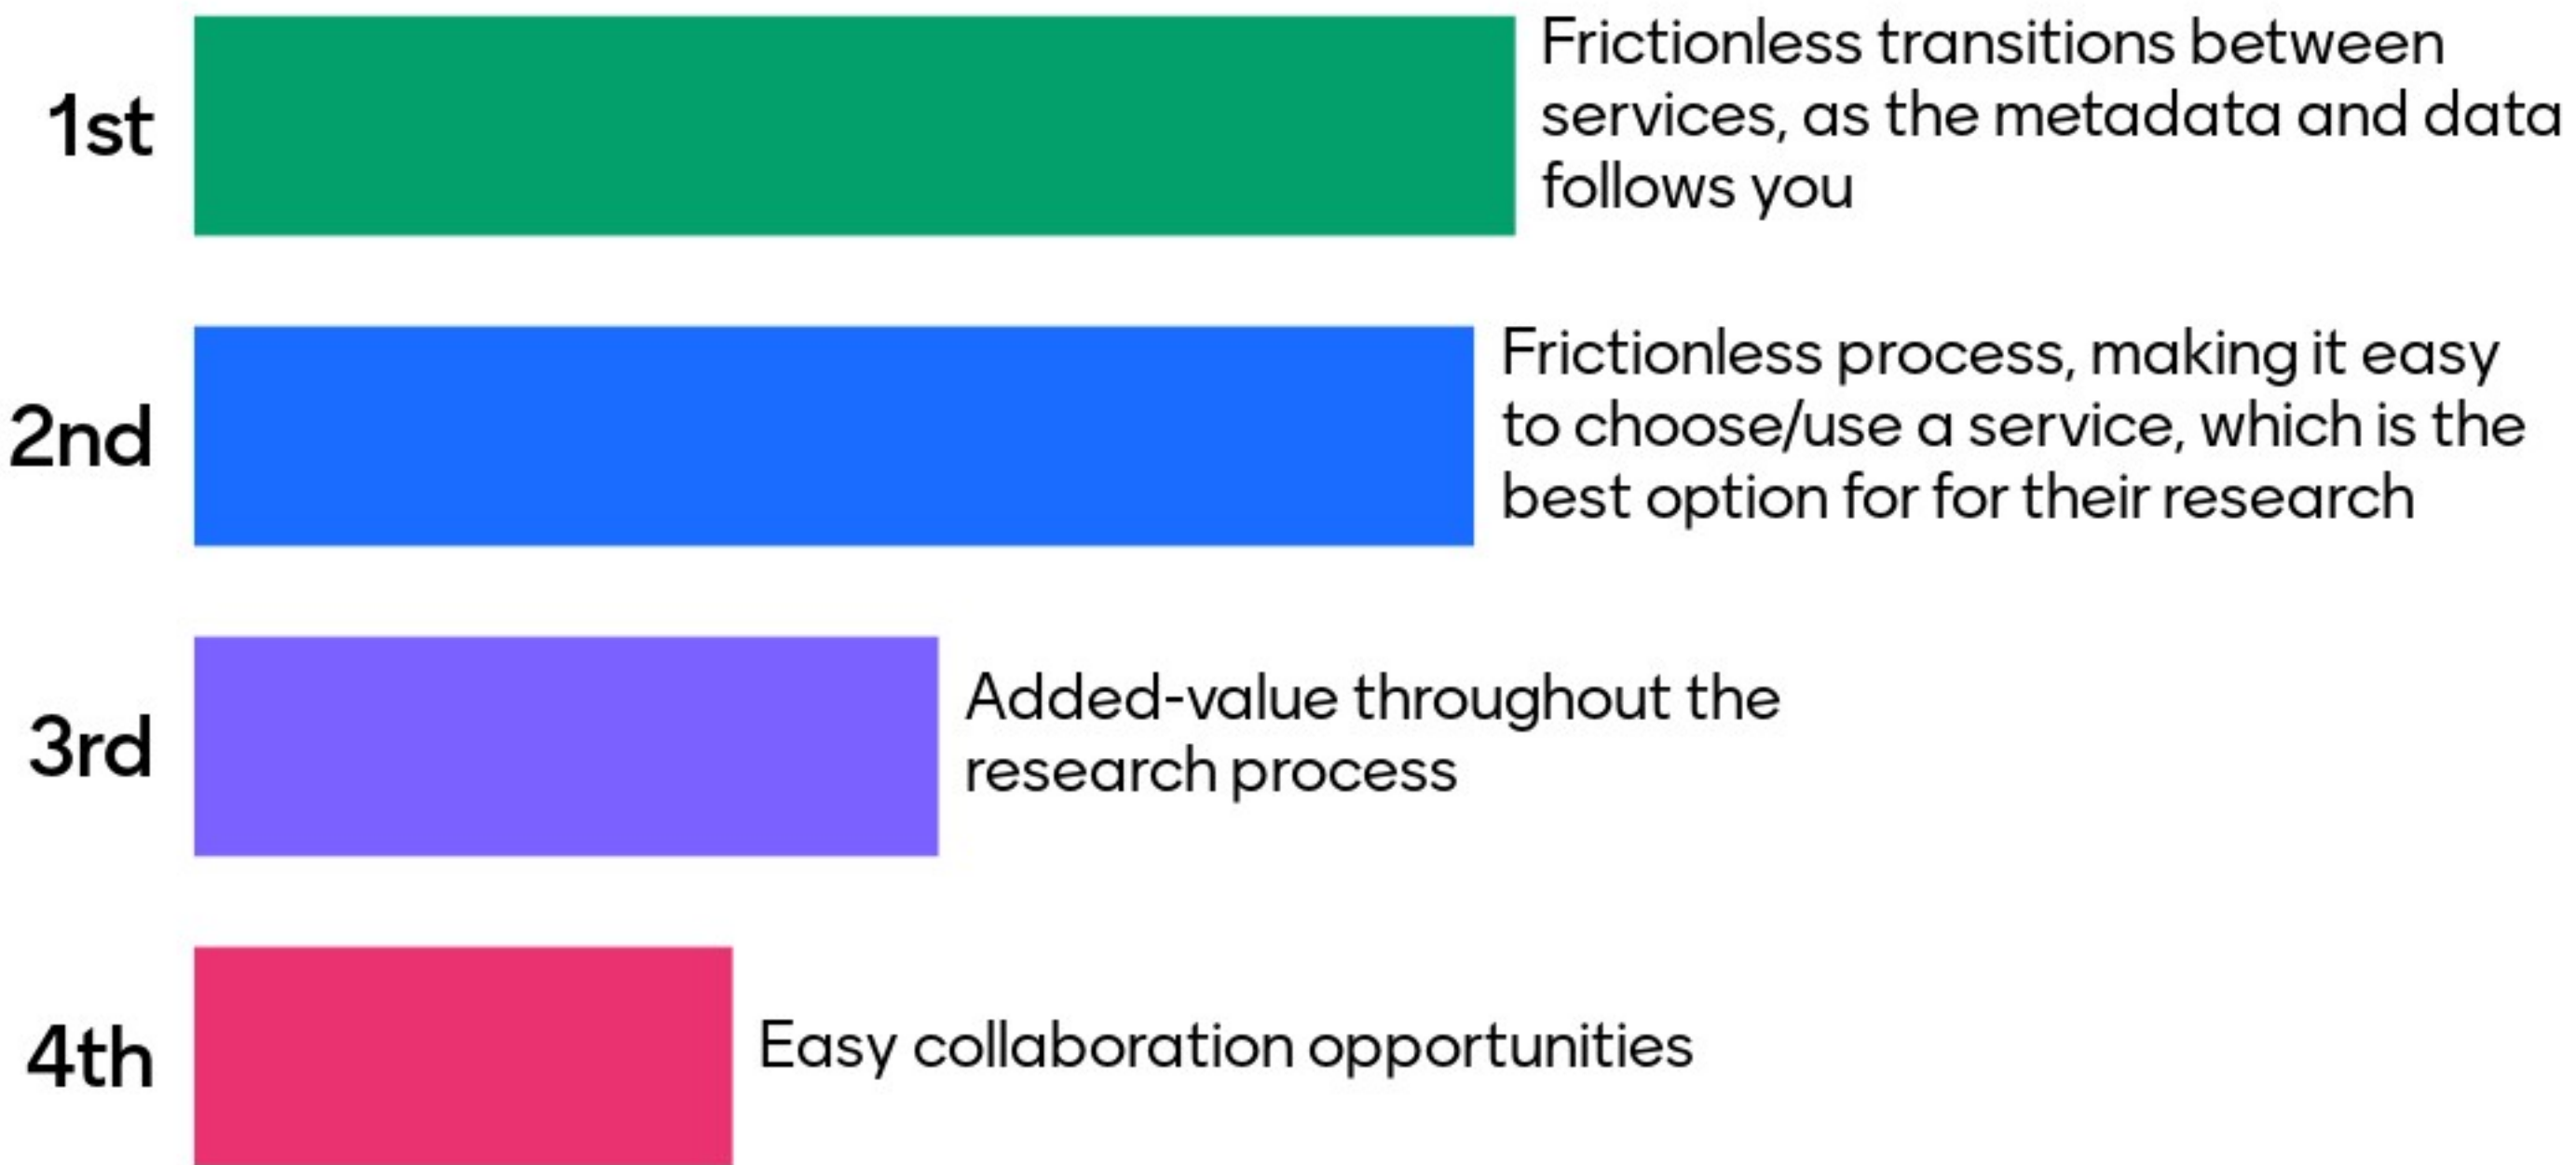 1st
Frictionless transitions between
services, as the metadata and data
follows you
2nd
Frictionless process, making it easy
to choose/use a service, which is the
best option for for their research
3rd
Added-value throughout the
research process
4th
Easy collaboration opportunities